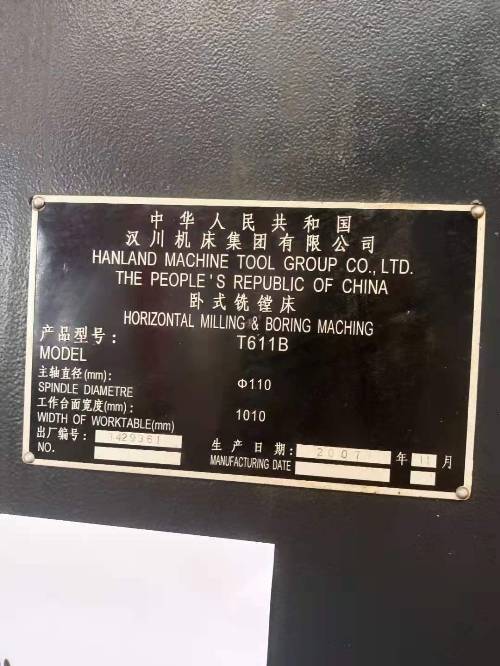 中华人民共和国
汉川机床集团有限公司
HANLAND MACHINE TOOL GROUP CO., LTD.
THE PEOPLE'S REPUBLIC OF CHINA
卧式铣镗床
HORIZONTAL MILLING & BORING MACHING
产品型号: T611B
MODEL
主轴直径(mm): Φ110
SPINDLE DIAMETRE
工作台面宽度(mm): 1010
WIDTH OF WORKTABLE(mm)
出厂编号: 1429361 生产日期: 2007 年 11 月
NO. MANUFACTURING DATE